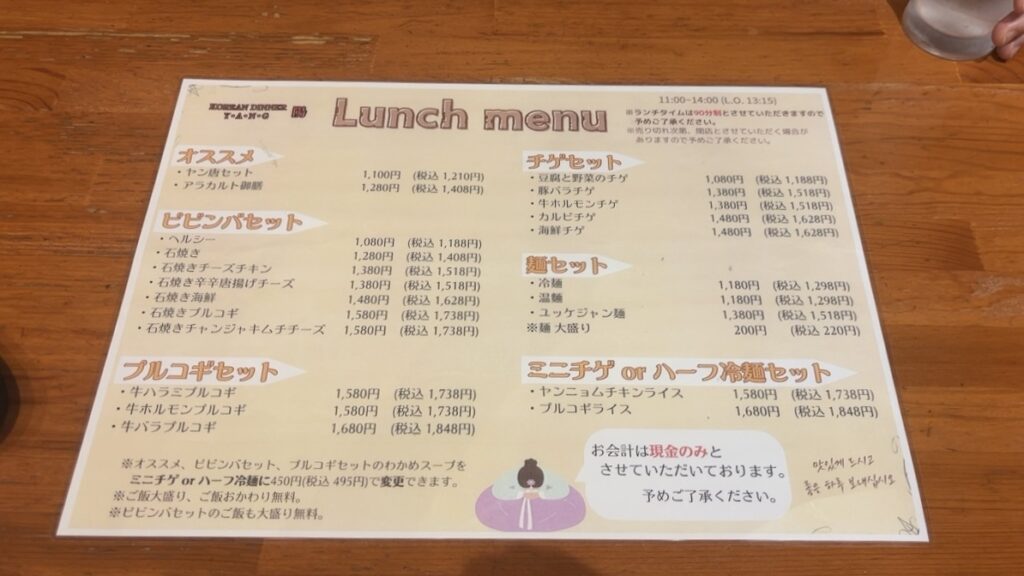 KOREAN DINNER
Y・A・N・G
陽
Lunch menu
11:00-14:00 (L.O. 13:15)
※ランチタイムは90分制とさせていただきますので
予めご了承ください。
※売り切れ次第、閉店とさせていただく場合が
ありますので予めご了承ください。
オススメ
・ヤン唐セット 1,100円 (税込 1,210円)
・アラカルト御膳 1,280円 (税込 1,408円)
ビビンバセット
・ヘルシー 1,080円 (税込 1,188円)
・石焼き 1,280円 (税込 1,408円)
・石焼きチーズチキン 1,380円 (税込 1,518円)
・石焼き辛辛唐揚げチーズ 1,380円 (税込 1,518円)
・石焼き海鮮 1,480円 (税込 1,628円)
・石焼きプルコギ 1,580円 (税込 1,738円)
・石焼きチャンジャキムチチーズ 1,580円 (税込 1,738円)
プルコギセット
・牛ハラミプルコギ 1,580円 (税込 1,738円)
・牛ホルモンプルコギ 1,580円 (税込 1,738円)
・牛バラプルコギ 1,680円 (税込 1,848円)
※オススメ、ビビンバセット、プルコギセットのわかめスープを
ミニチゲ or ハーフ冷麺に450円(税込 495円)で変更できます。
※ご飯大盛り、ご飯おかわり無料。
※ビビンバセットのご飯も大盛り無料。
チゲセット
・豆腐と野菜のチゲ 1,080円 (税込 1,188円)
・豚バラチゲ 1,380円 (税込 1,518円)
・牛ホルモンチゲ 1,380円 (税込 1,518円)
・カルビチゲ 1,480円 (税込 1,628円)
・海鮮チゲ 1,480円 (税込 1,628円)
麺セット
・冷麺 1,180円 (税込 1,298円)
・温麺 1,180円 (税込 1,298円)
・ユッケジャン麺 1,380円 (税込 1,518円)
※麺 大盛り 200円 (税込 220円)
ミニチゲ or ハーフ冷麺セット
・ヤンニョムチキンライス 1,580円 (税込 1,738円)
・プルコギライス 1,680円 (税込 1,848円)
お会計は現金のみと
させていただいております。
予めご了承ください。
맛있게 드시고
좋은 하루 보내십시오